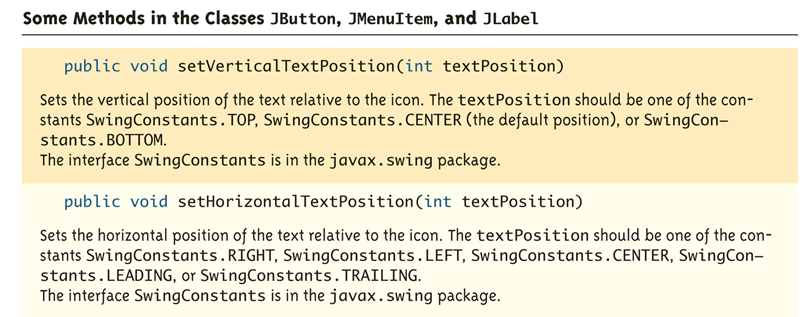 Some Methods in the Classes JButton, JMenuItem, and JLabel
public void setVerticalTextPosition(int textPosition)
Sets the vertical position of the text relative to the icon. The textPosition should be one of the con-
stants SwingConstants.TOP, SwingConstants.CENTER (the default position), or SwingCon-
stants.BOTTOM.
The interface SwingConstants is in the javax.swing package.
public void setHorizontalTextPosition(int textPosition)
Sets the horizontal position of the text relative to the icon. The textPosition should be one of the con-
stants SwingConstants.RIGHT, SwingConstants.LEFT, SwingConstants.CENTER, SwingCon-
stants.LEADING, or SwingConstants.TRAILING.
The interface SwingConstants is in the javax.swing package.